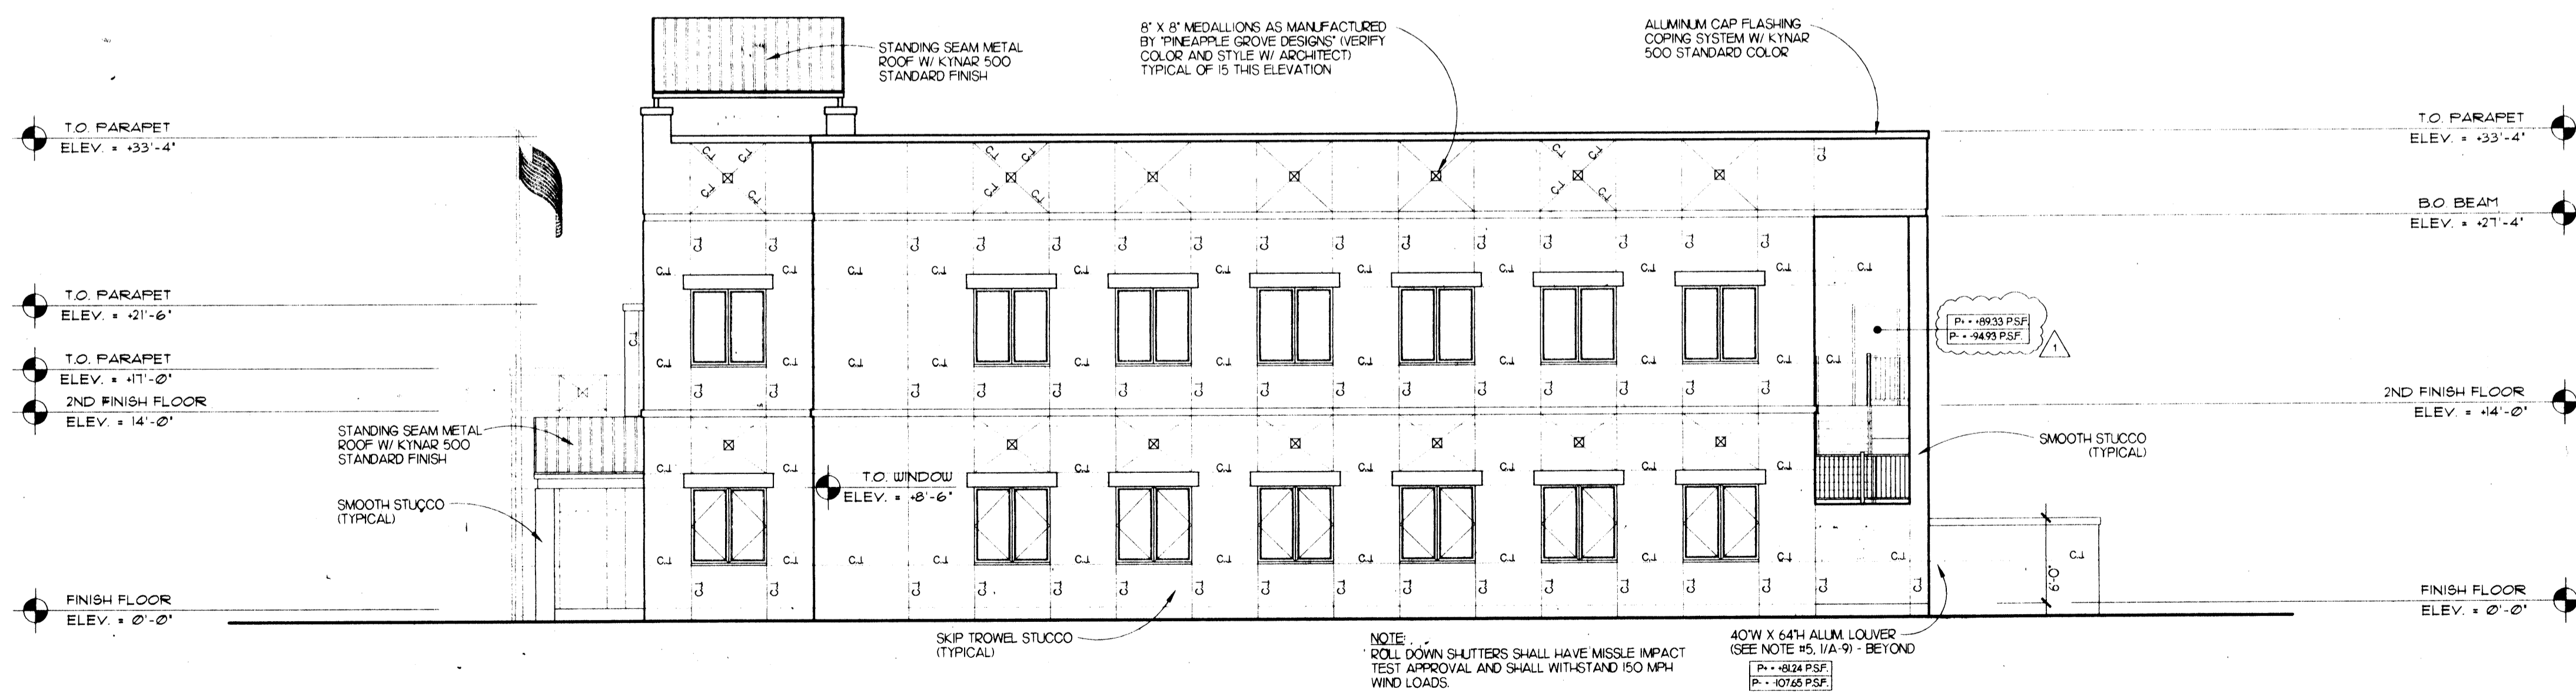 STANDING SEAM METAL
ROOF W/ KYNAR 500
STANDARD FINISH
8" X 8" MEDALLIONS AS MANUFACTURED
BY "PINEAPPLE GROVE DESIGNS" (VERIFY
COLOR AND STYLE W/ ARCHITECT)
TYPICAL OF 15 THIS ELEVATION
ALUMINUM CAP FLASHING
COPING SYSTEM W/ KYNAR
500 STANDARD COLOR
T.O. PARAPET
ELEV. = +33'-4"
T.O. PARAPET
ELEV. = +21'-6"
T.O. PARAPET
ELEV. = +17'-0"
2ND FINISH FLOOR
ELEV. = 14'-0"
STANDING SEAM METAL
ROOF W/ KYNAR 500
STANDARD FINISH
SMOOTH STUCCO
(TYPICAL)
FINISH FLOOR
ELEV. = 0'-0"
T.O. WINDOW
ELEV. = +8'-6"
C.J. C.J. C.J. C.J.
C.J. C.J. C.J. C.J. C.J. C.J. C.J. C.J.
C.J.
C.J. C.J. C.J. C.J. C.J. C.J. C.J. C.J. C.J. C.J. C.J. C.J. C.J. C.J. C.J.
C.J. C.J. C.J. C.J. C.J. C.J. C.J. C.J. C.J. C.J. C.J.
C.J.
C.J. C.J. C.J. C.J. C.J. C.J. C.J. C.J. C.J. C.J. C.J. C.J.
C.J. C.J. C.J. C.J. C.J. C.J. C.J. C.J. C.J. C.J. C.J. C.J. C.J. C.J. C.J.
C.J. C.J. C.J. C.J. C.J. C.J. C.J. C.J.
C.J. C.J. C.J. C.J. C.J. C.J. C.J. C.J. C.J. C.J. C.J.
C.J.
C.J. C.J. C.J. C.J. C.J. C.J. C.J. C.J. C.J. C.J. C.J. C.J. C.J. C.J. C.J. C.J. C.J.
T.O. PARAPET
ELEV. = +33'-4"
B.O. BEAM
ELEV. = +27'-4"
P+ = +89.33 P.S.F.
P- = -94.93 P.S.F.
1
2ND FINISH FLOOR
ELEV. = +14'-0"
SMOOTH STUCCO
(TYPICAL)
6'-0"
FINISH FLOOR
ELEV. = 0'-0"
SKIP TROWEL STUCCO
(TYPICAL)
NOTE:
ROLL DOWN SHUTTERS SHALL HAVE MISSLE IMPACT
TEST APPROVAL AND SHALL WITHSTAND 150 MPH
WIND LOADS.
40"W X 64"H ALUM. LOUVER
(SEE NOTE #5, 1/A-9) - BEYOND
P+ = +81.24 P.S.F.
P- = -107.65 P.S.F.